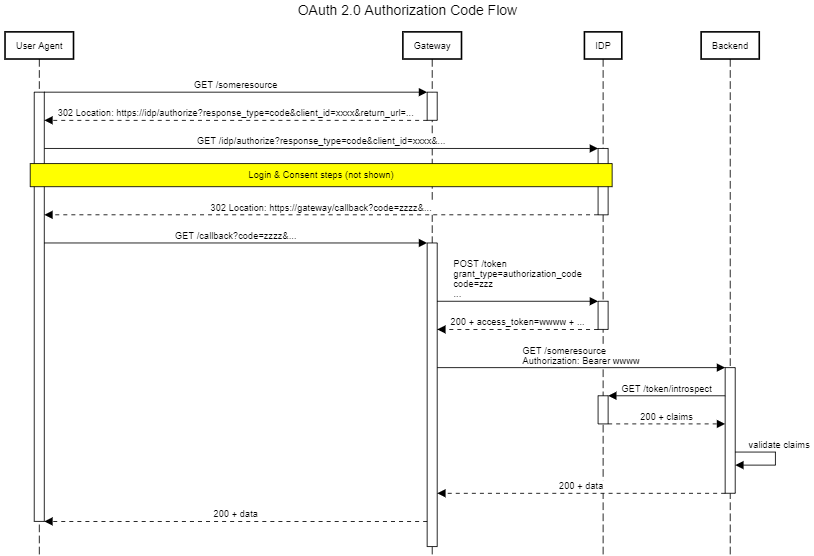 OAuth 2.0 Authorization Code Flow
User Agent
Gateway
IDP
Backend
GET /someresource
302 Location: https://idp/authorize?response_type=code&client_id=xxxx&return_url=...
GET /idp/authorize?response_type=code&client_id=xxxx&...
Login & Consent steps (not shown)
302 Location: https://gateway/callback?code=zzzz&...
GET /callback?code=zzzz&...
POST /token
grant_type=authorization_code
code=zzz
...
200 + access_token=wwww + ...
GET /someresource
Authorization: Bearer wwww
GET /token/introspect
200 + claims
validate claims
200 + data
200 + data